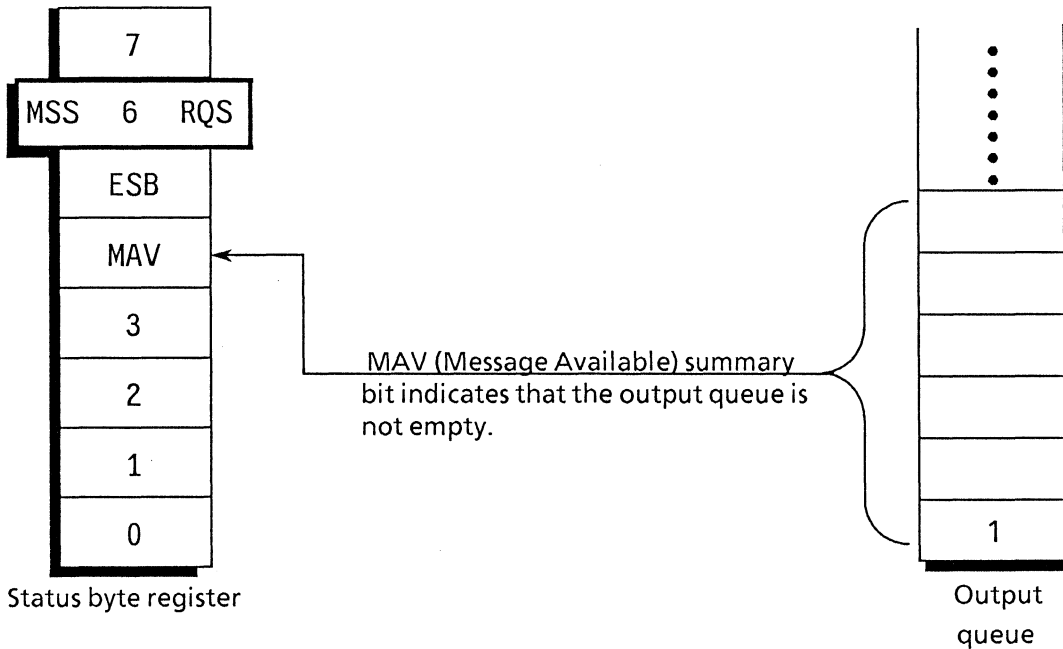 7
MSS 6 RQS
ESB
MAV
3
2
1
0
Status byte register
MAV (Message Available) summary
bit indicates that the output queue is
not empty.
1
Output
queue